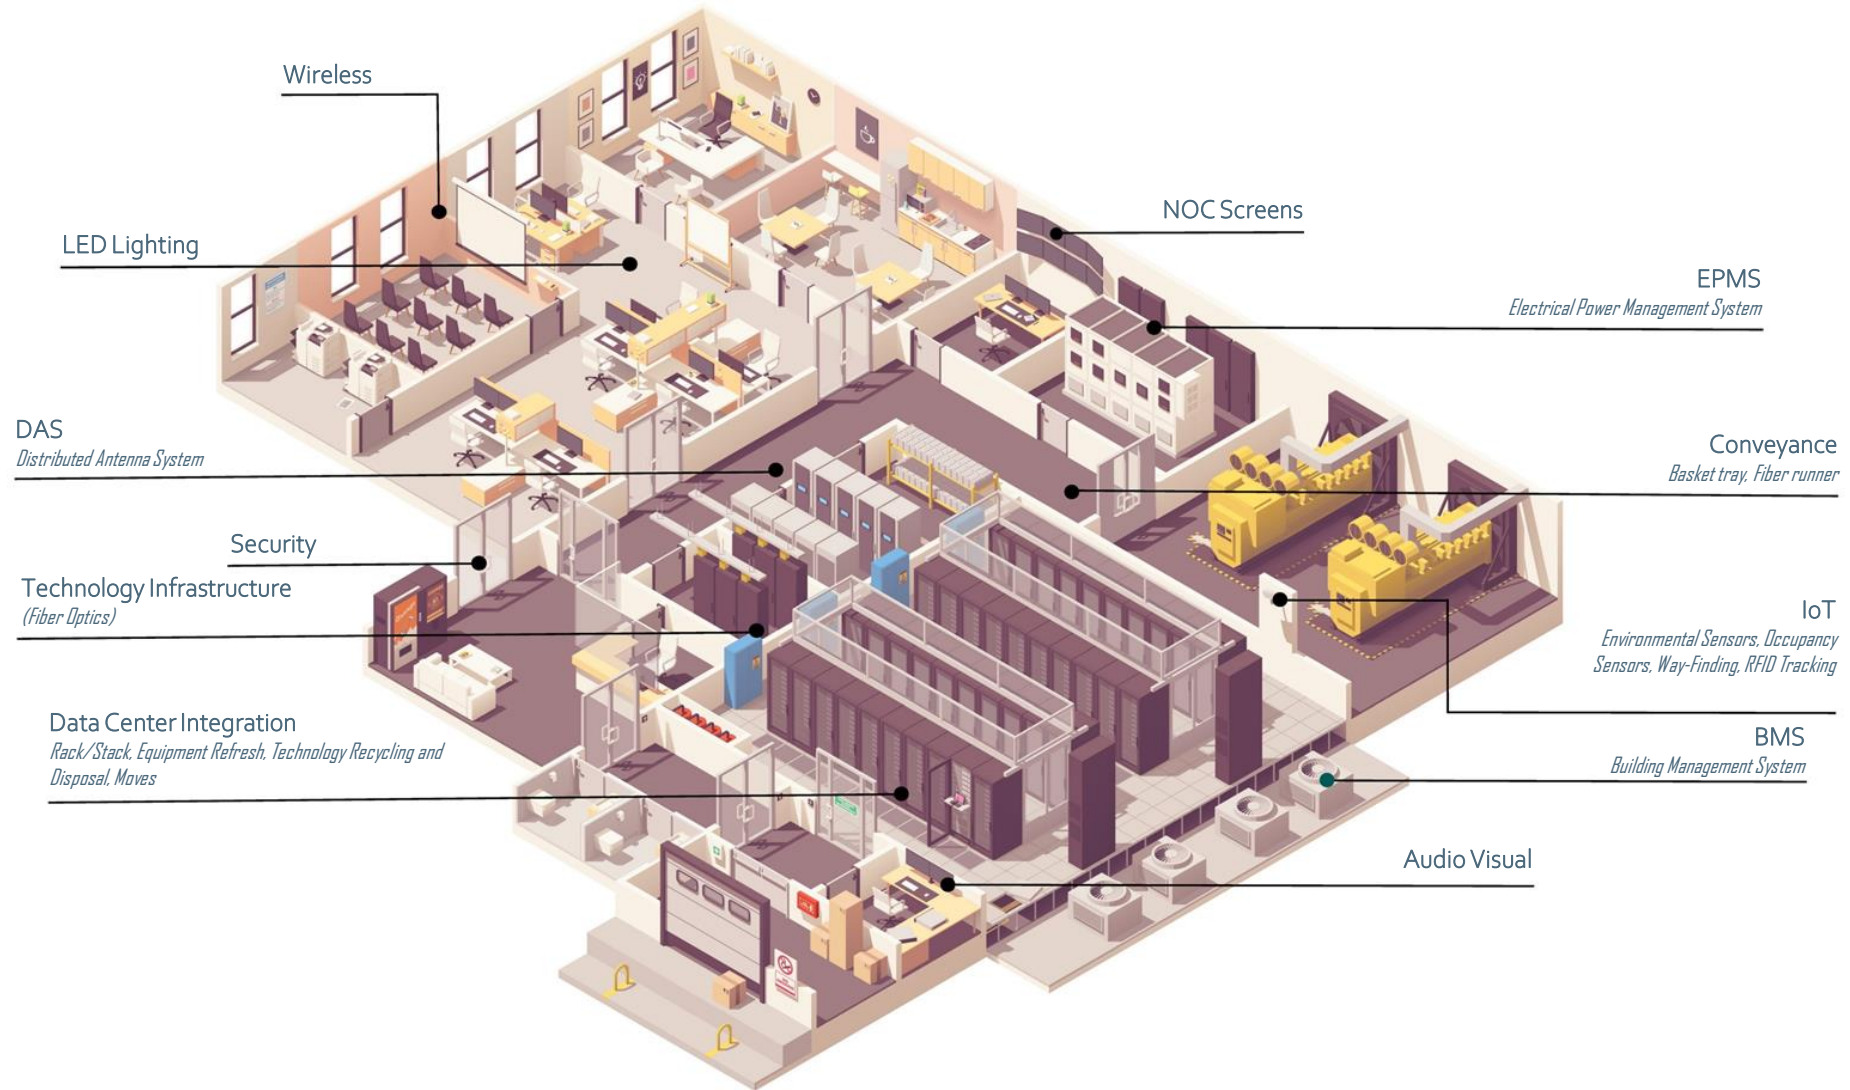 Wireless
LED Lighting
DAS
Distributed Antenna System
Security
Technology Infrastructure
(Fiber Optics)
Data Center Integration
Rack/Stack, Equipment Refresh, Technology Recycling and
Disposal, Moves
NOC Screens
EPMS
Electrical Power Management System
Conveyance
Basket tray, Fiber runner
IoT
Environmental Sensors, Occupancy
Sensors, Way-Finding, RFID Tracking
BMS
Building Management System
Audio Visual